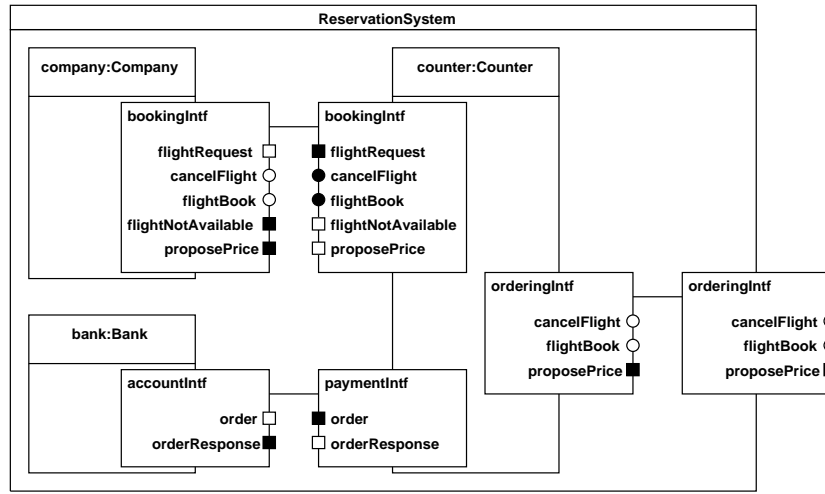 ReservationSystem
company:Company
counter:Counter
bookingIntf
flightRequest
cancelFlight
flightBook
flightNotAvailable
proposePrice
bookingIntf
flightRequest
cancelFlight
flightBook
flightNotAvailable
proposePrice
orderingIntf
cancelFlight
flightBook
proposePrice
orderingIntf
cancelFlight
flightBook
proposePrice
bank:Bank
accountIntf
order
orderResponse
paymentIntf
order
orderResponse